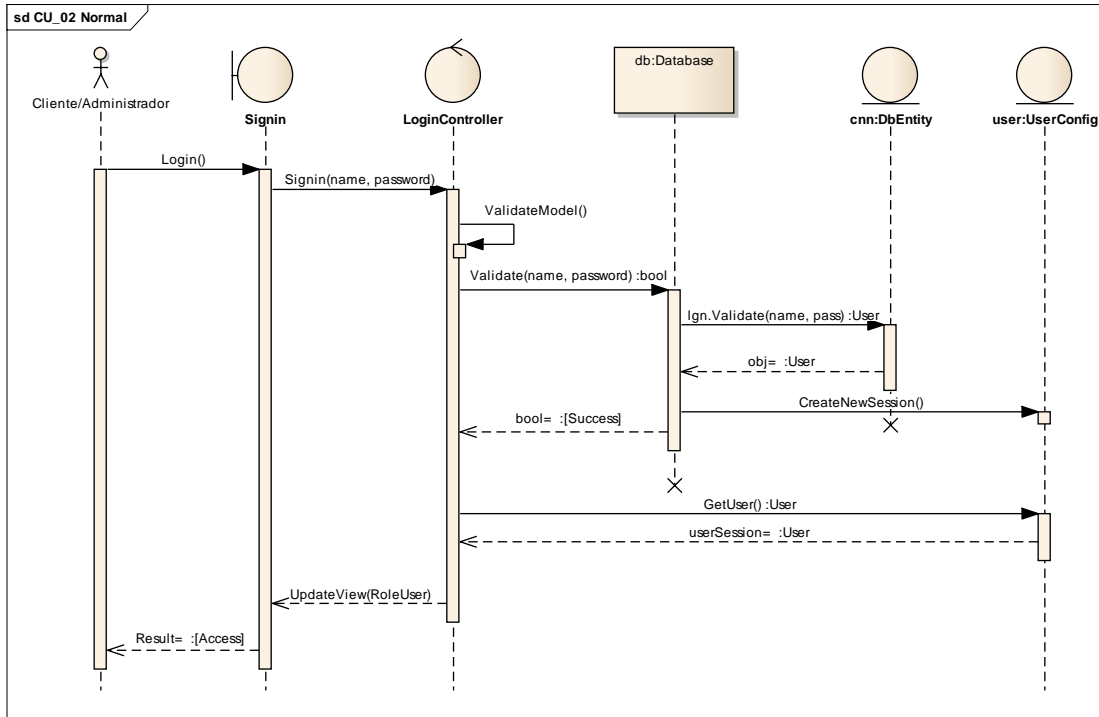 sd CU_02 Normal
db:Database
Cliente/Administrador
Signin
LoginController
cnn:DbEntity
user:UserConfig
Login()
Signin(name, password)
ValidateModel()
Validate(name, password) :bool
lgn.Validate(name, pass) :User
obj= :User
CreateNewSession()
bool= :[Success]
GetUser() :User
userSession= :User
UpdateView(RoleUser)
Result= :[Access]